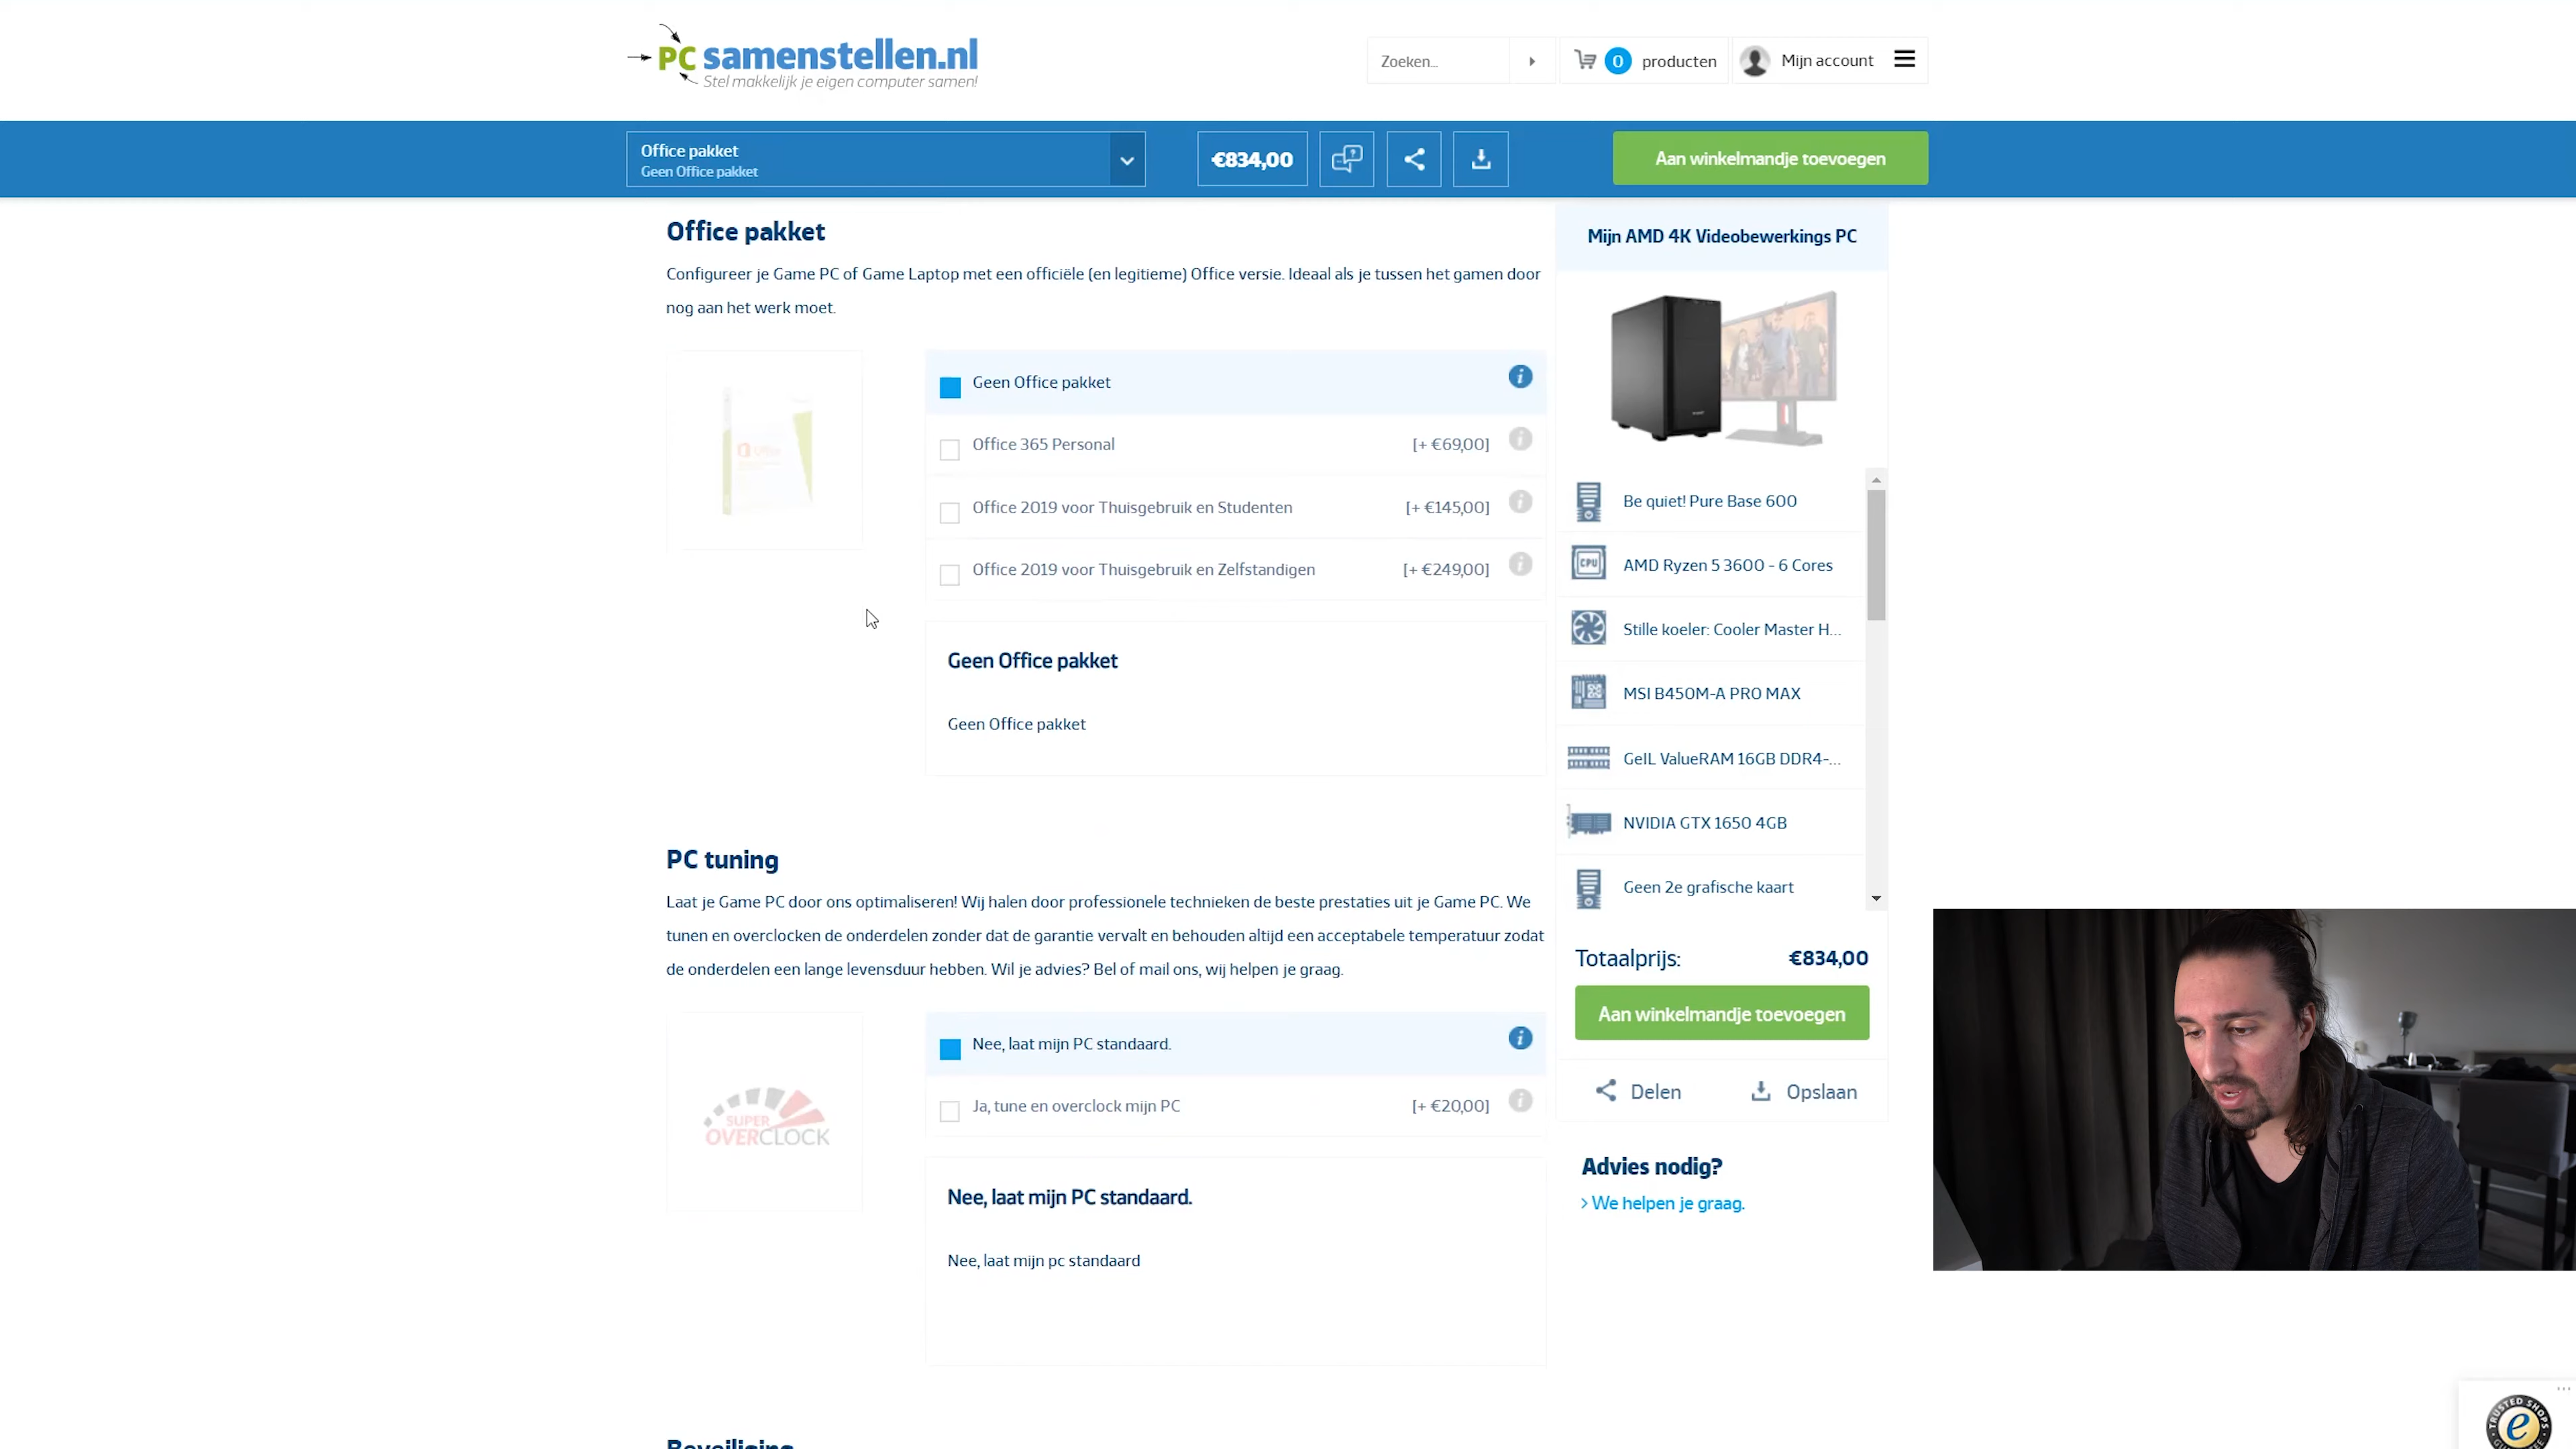 PC samenstellen.nl
Stel makkelijk je eigen computer samen!
Zoeken...
0 producten
Mijn account
Office pakket
Geen Office pakket
€834,00
Aan winkelmandje toevoegen
Office pakket
Configureer je Game PC of Game Laptop met een officiële (en legitieme) Office versie. Ideaal als je tussen het gamen door
nog aan het werk moet.
Geen Office pakket
Office 365 Personal [+ €69,00]
Office 2019 voor Thuisgebruik en Studenten [+ €145,00]
Office 2019 voor Thuisgebruik en Zelfstandigen [+ €249,00]
Geen Office pakket
Geen Office pakket
PC tuning
Laat je Game PC door ons optimaliseren! Wij halen door professionele technieken de beste prestaties uit je Game PC. We
tunen en overclocken de onderdelen zonder dat de garantie vervalt en behouden altijd een acceptabele temperatuur zodat
de onderdelen een lange levensduur hebben. Wil je advies? Bel of mail ons, wij helpen je graag.
SUPER
OVERCLOCK
Nee, laat mijn PC standaard.
Ja, tune en overclock mijn PC [+ €20,00]
Nee, laat mijn PC standaard.
Nee, laat mijn pc standaard
Beveiliging
Mijn AMD 4K Videobewerkings PC
Be quiet! Pure Base 600
CPU
AMD Ryzen 5 3600 - 6 Cores
Stille koeler: Cooler Master H...
MSI B450M-A PRO MAX
GeIL ValueRAM 16GB DDR4-...
NVIDIA GTX 1650 4GB
Geen 2e grafische kaart
Totaalprijs: €834,00
Aan winkelmandje toevoegen
Delen
Opslaan
Advies nodig?
> We helpen je graag.
TRUSTED SHOPS
e